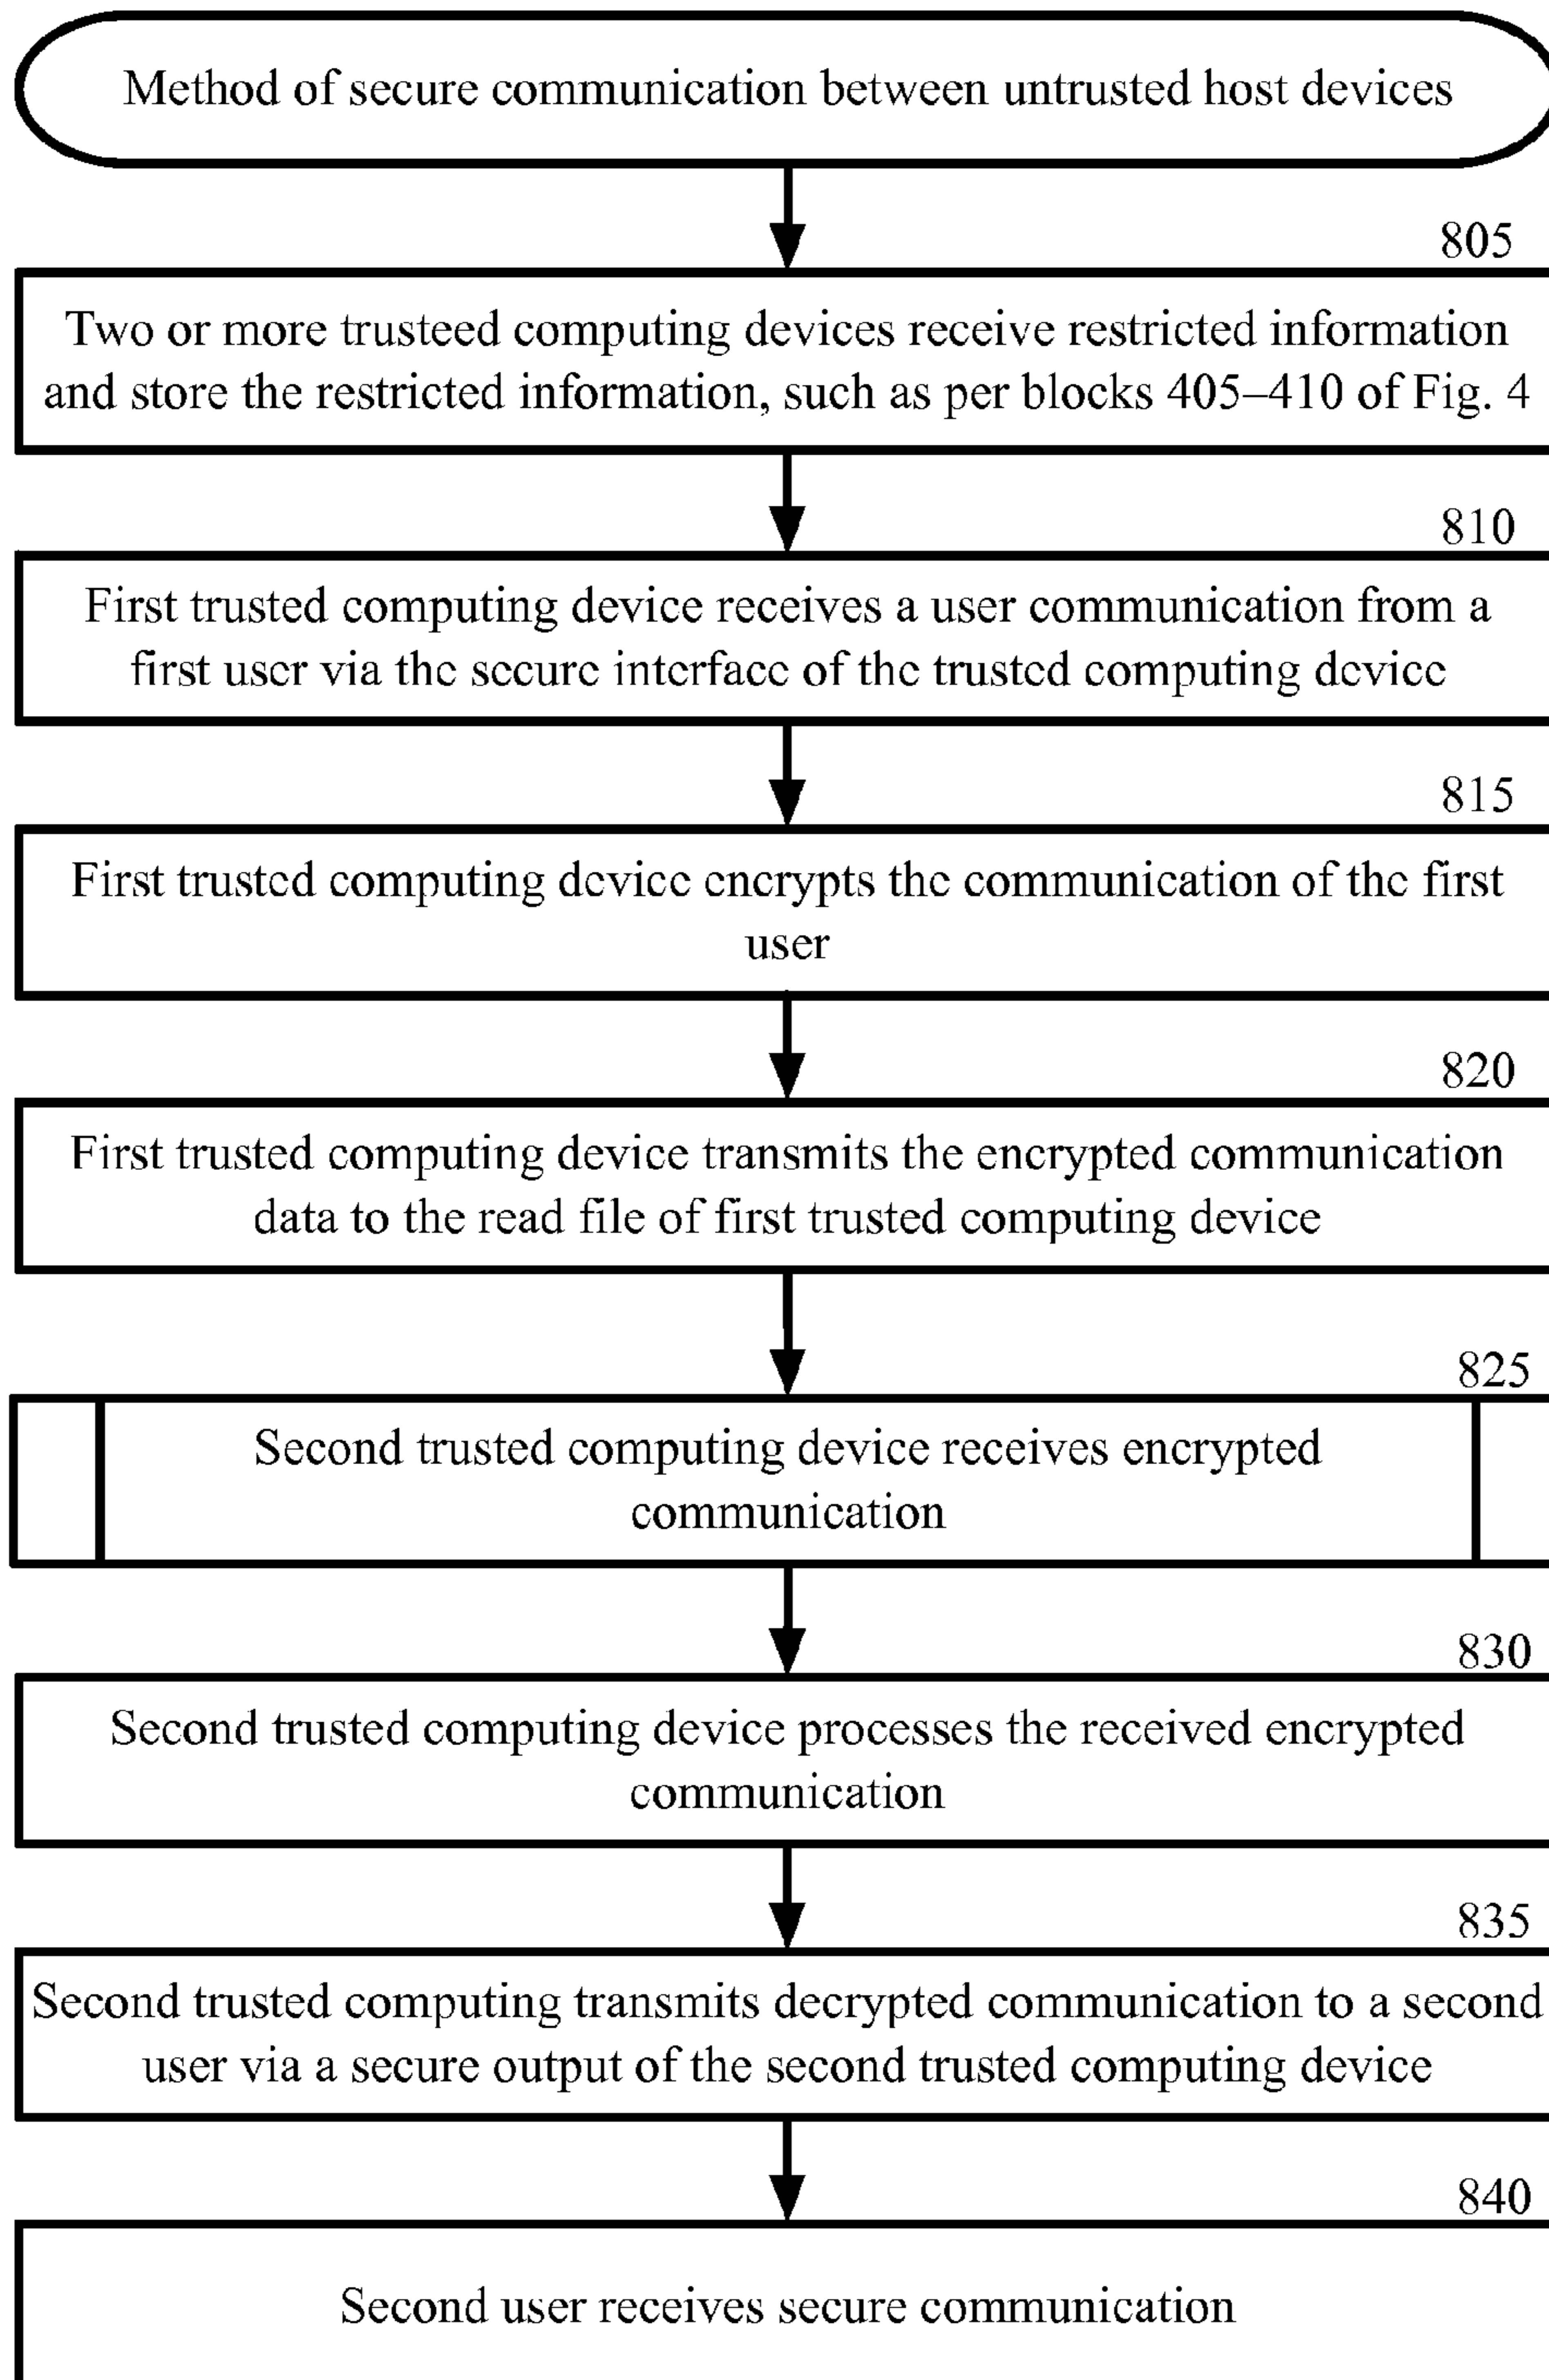 Method of secure communication between untrusted host devices
805
Two or more trusteed computing devices receive restricted information
and store the restricted information, such as per blocks 405–410 of Fig. 4
810
First trusted computing device receives a user communication from a
first user via the secure interface of the trusted computing device
815
First trusted computing device encrypts the communication of the first
user
820
First trusted computing device transmits the encrypted communication
data to the read file of first trusted computing device
825
Second trusted computing device receives encrypted
communication
830
Second trusted computing device processes the received encrypted
communication
835
Second trusted computing transmits decrypted communication to a second
user via a secure output of the second trusted computing device
840
Second user receives secure communication